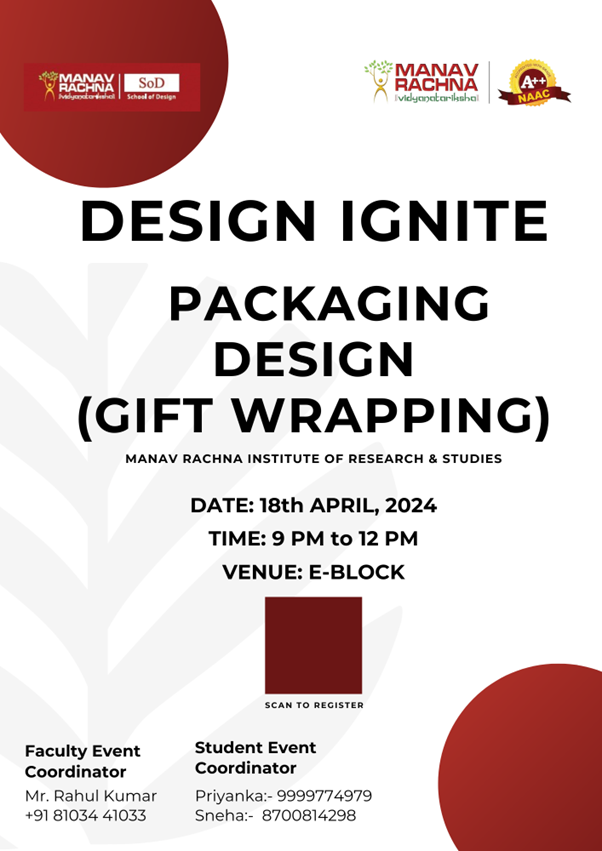 MANAV
RACHNA
vidyanatariksha
SoD
School of Design
MANAV
RACHNA
vidyanatariksha
A++
NAAC
DESIGN IGNITE
PACKAGING
DESIGN
(GIFT WRAPPING)
MANAV RACHNA INSTITUTE OF RESEARCH & STUDIES
DATE: 18th APRIL, 2024
TIME: 9 PM to 12 PM
VENUE: E-BLOCK
SCAN TO REGISTER
Faculty Event
Coordinator
Mr. Rahul Kumar
+91 81034 41033
Student Event
Coordinator
Priyanka:- 9999774979
Sneha:- 8700814298